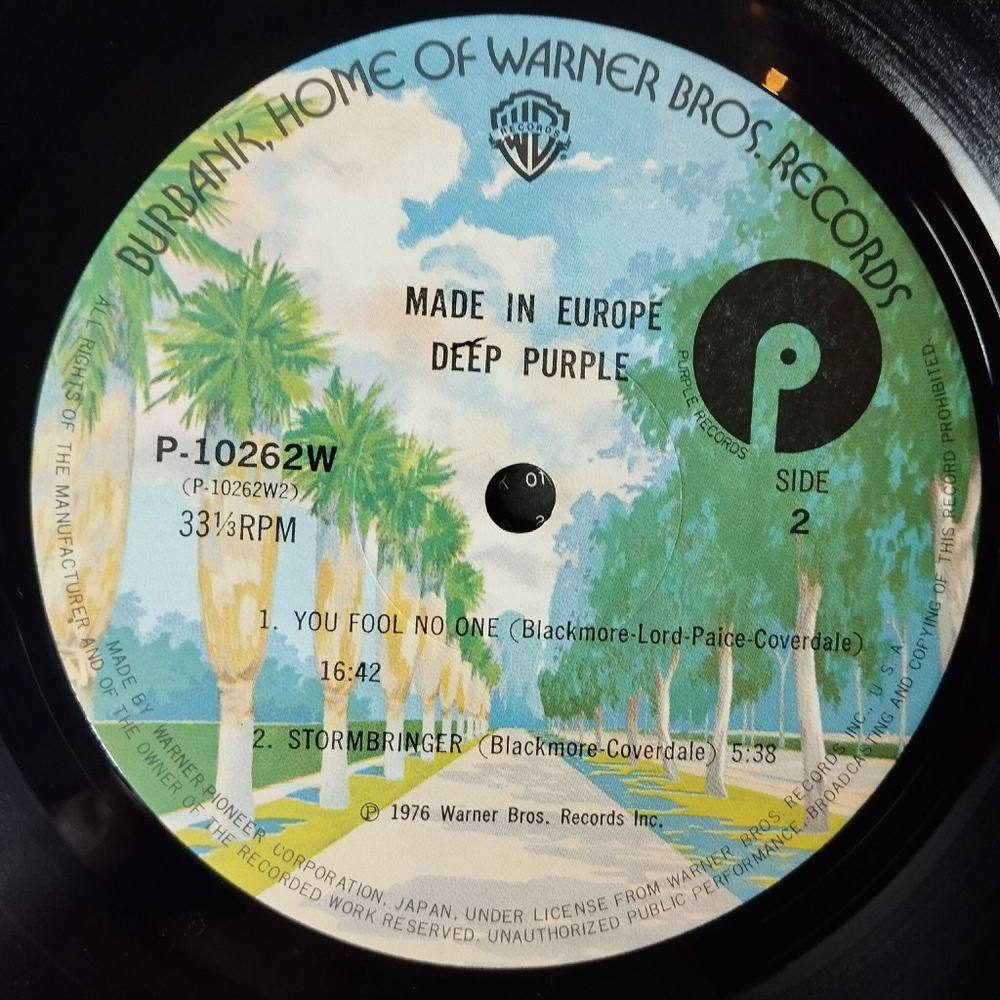 BURBANK, HOME OF WARNER BROS. RECORDS
RECORDS
MADE IN EUROPE
DEEP PURPLE
PURPLE RECORDS
P-10262W
(P-10262W2)
33⅓RPM
SIDE
2
1. YOU FOOL NO ONE (Blackmore-Lord-Paice-Coverdale)
16:42
2. STORMBRINGER (Blackmore-Coverdale) 5:38
℗ 1976 Warner Bros. Records Inc.
MADE BY WARNER-PIONEER CORPORATION, JAPAN, UNDER LICENSE FROM WARNER BROS. RECORDS INC., U.S.A.
ALL RIGHTS OF THE MANUFACTURER AND OF THE OWNER OF THE RECORDED WORK RESERVED. UNAUTHORIZED PUBLIC PERFORMANCE, BROADCASTING AND COPYING OF THIS RECORD PROHIBITED.